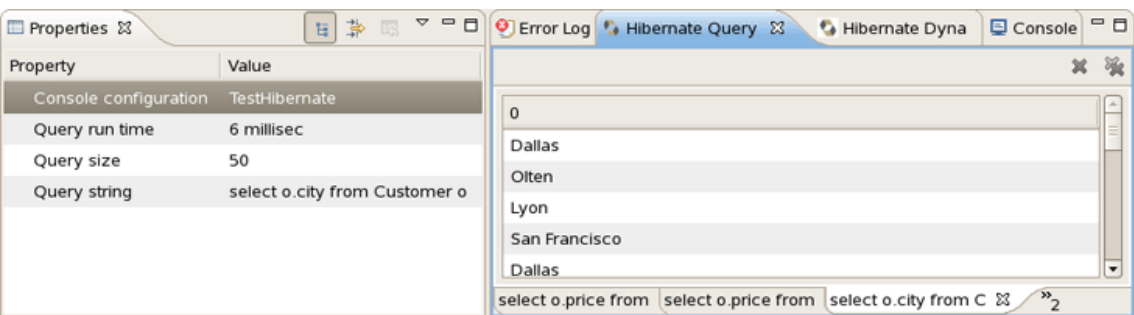 Properties
Property Value
Console configuration TestHibernate
Query run time 6 millisec
Query size 50
Query string select o.city from Customer o
Error Log Hibernate Query Hibernate Dyna Console
0
Dallas
Olten
Lyon
San Francisco
Dallas
select o.price from select o.price from select o.city from C »2